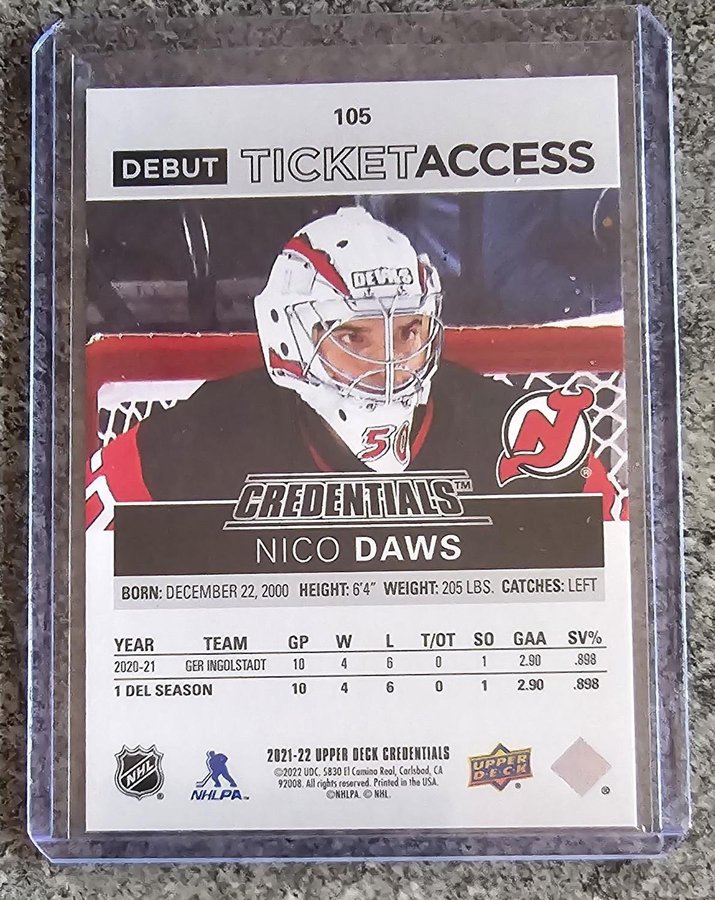 105
DEBUT TICKETACCESS
DEVILS
50
CREDENTIALS™
NICO DAWS
BORN: DECEMBER 22, 2000 HEIGHT: 6'4" WEIGHT: 205 LBS. CATCHES: LEFT
YEAR TEAM GP W L T/OT SO GAA SV%
2020-21 GER INGOLSTADT 10 4 6 0 1 2.90 .898
1 DEL SEASON 10 4 6 0 1 2.90 .898
2021-22 UPPER DECK CREDENTIALS
©2022 UDC. 5830 El Camino Real, Carlsbad, CA
92008. All rights reserved. Printed in the USA.
©NHLPA. © NHL.
NHL ®
NHLPA™
UPPER DECK ®
®